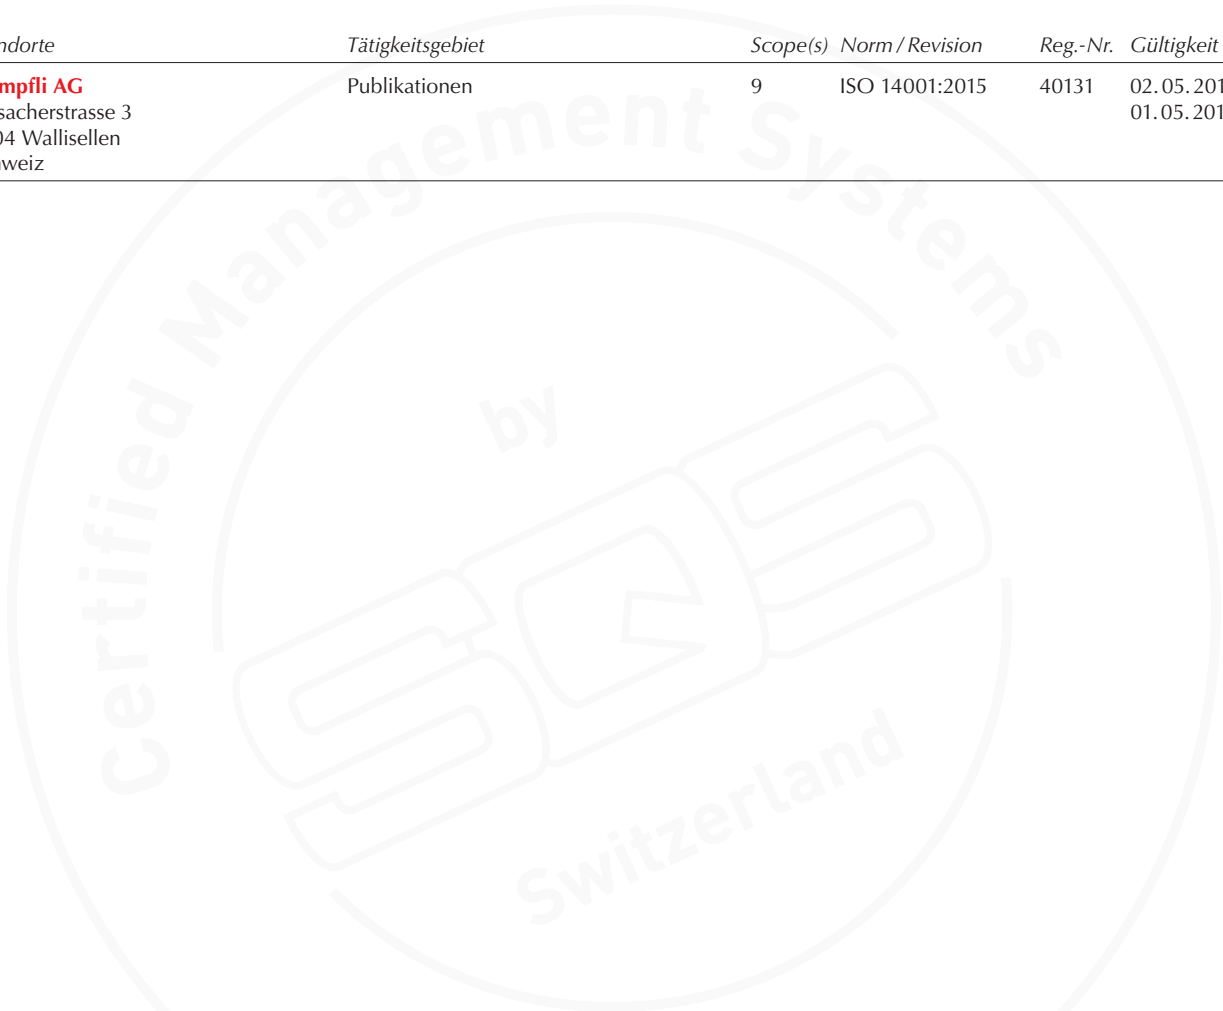 ndorte Tätigkeitsgebiet Scope(s) Norm / Revision Reg.-Nr. Gültigkeit
mpfli AG Publikationen 9 ISO 14001:2015 40131 02.05.201
sacherstrasse 3 01.05.201
04 Wallisellen
weiz
Certified Management Systems
by
SQS
Switzerland